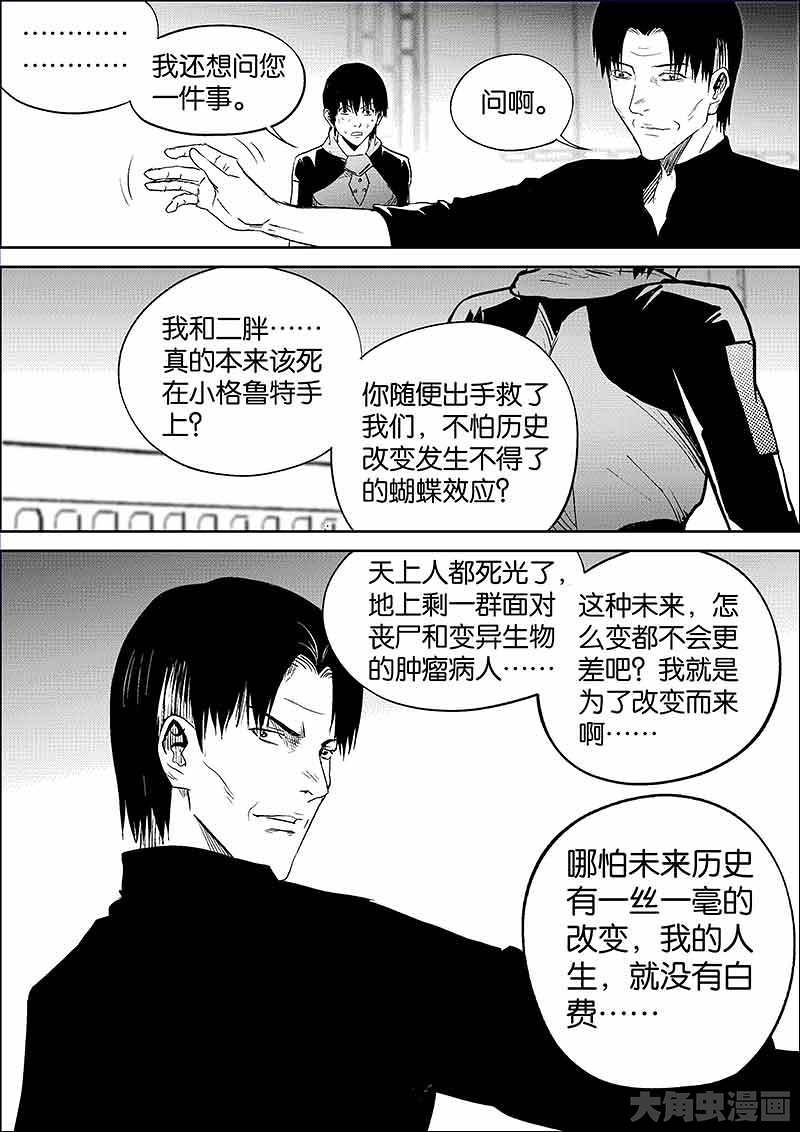 …………
…………
我还想问您
一件事。
问啊。
我和二胖……
真的本来该死
在小格鲁特手
上？
你随便出手救了
我们，不怕历史
改变发生不得了
的蝴蝶效应？
天上人都死光了，
地上剩一群面对
丧尸和变异生物
的肿瘤病人……
这种未来，怎
么变都不会更
差吧？我就是
为了改变而来
啊……
哪怕未来历史
有一丝一毫的
改变，我的人
生，就没有白
费……
大角虫漫画